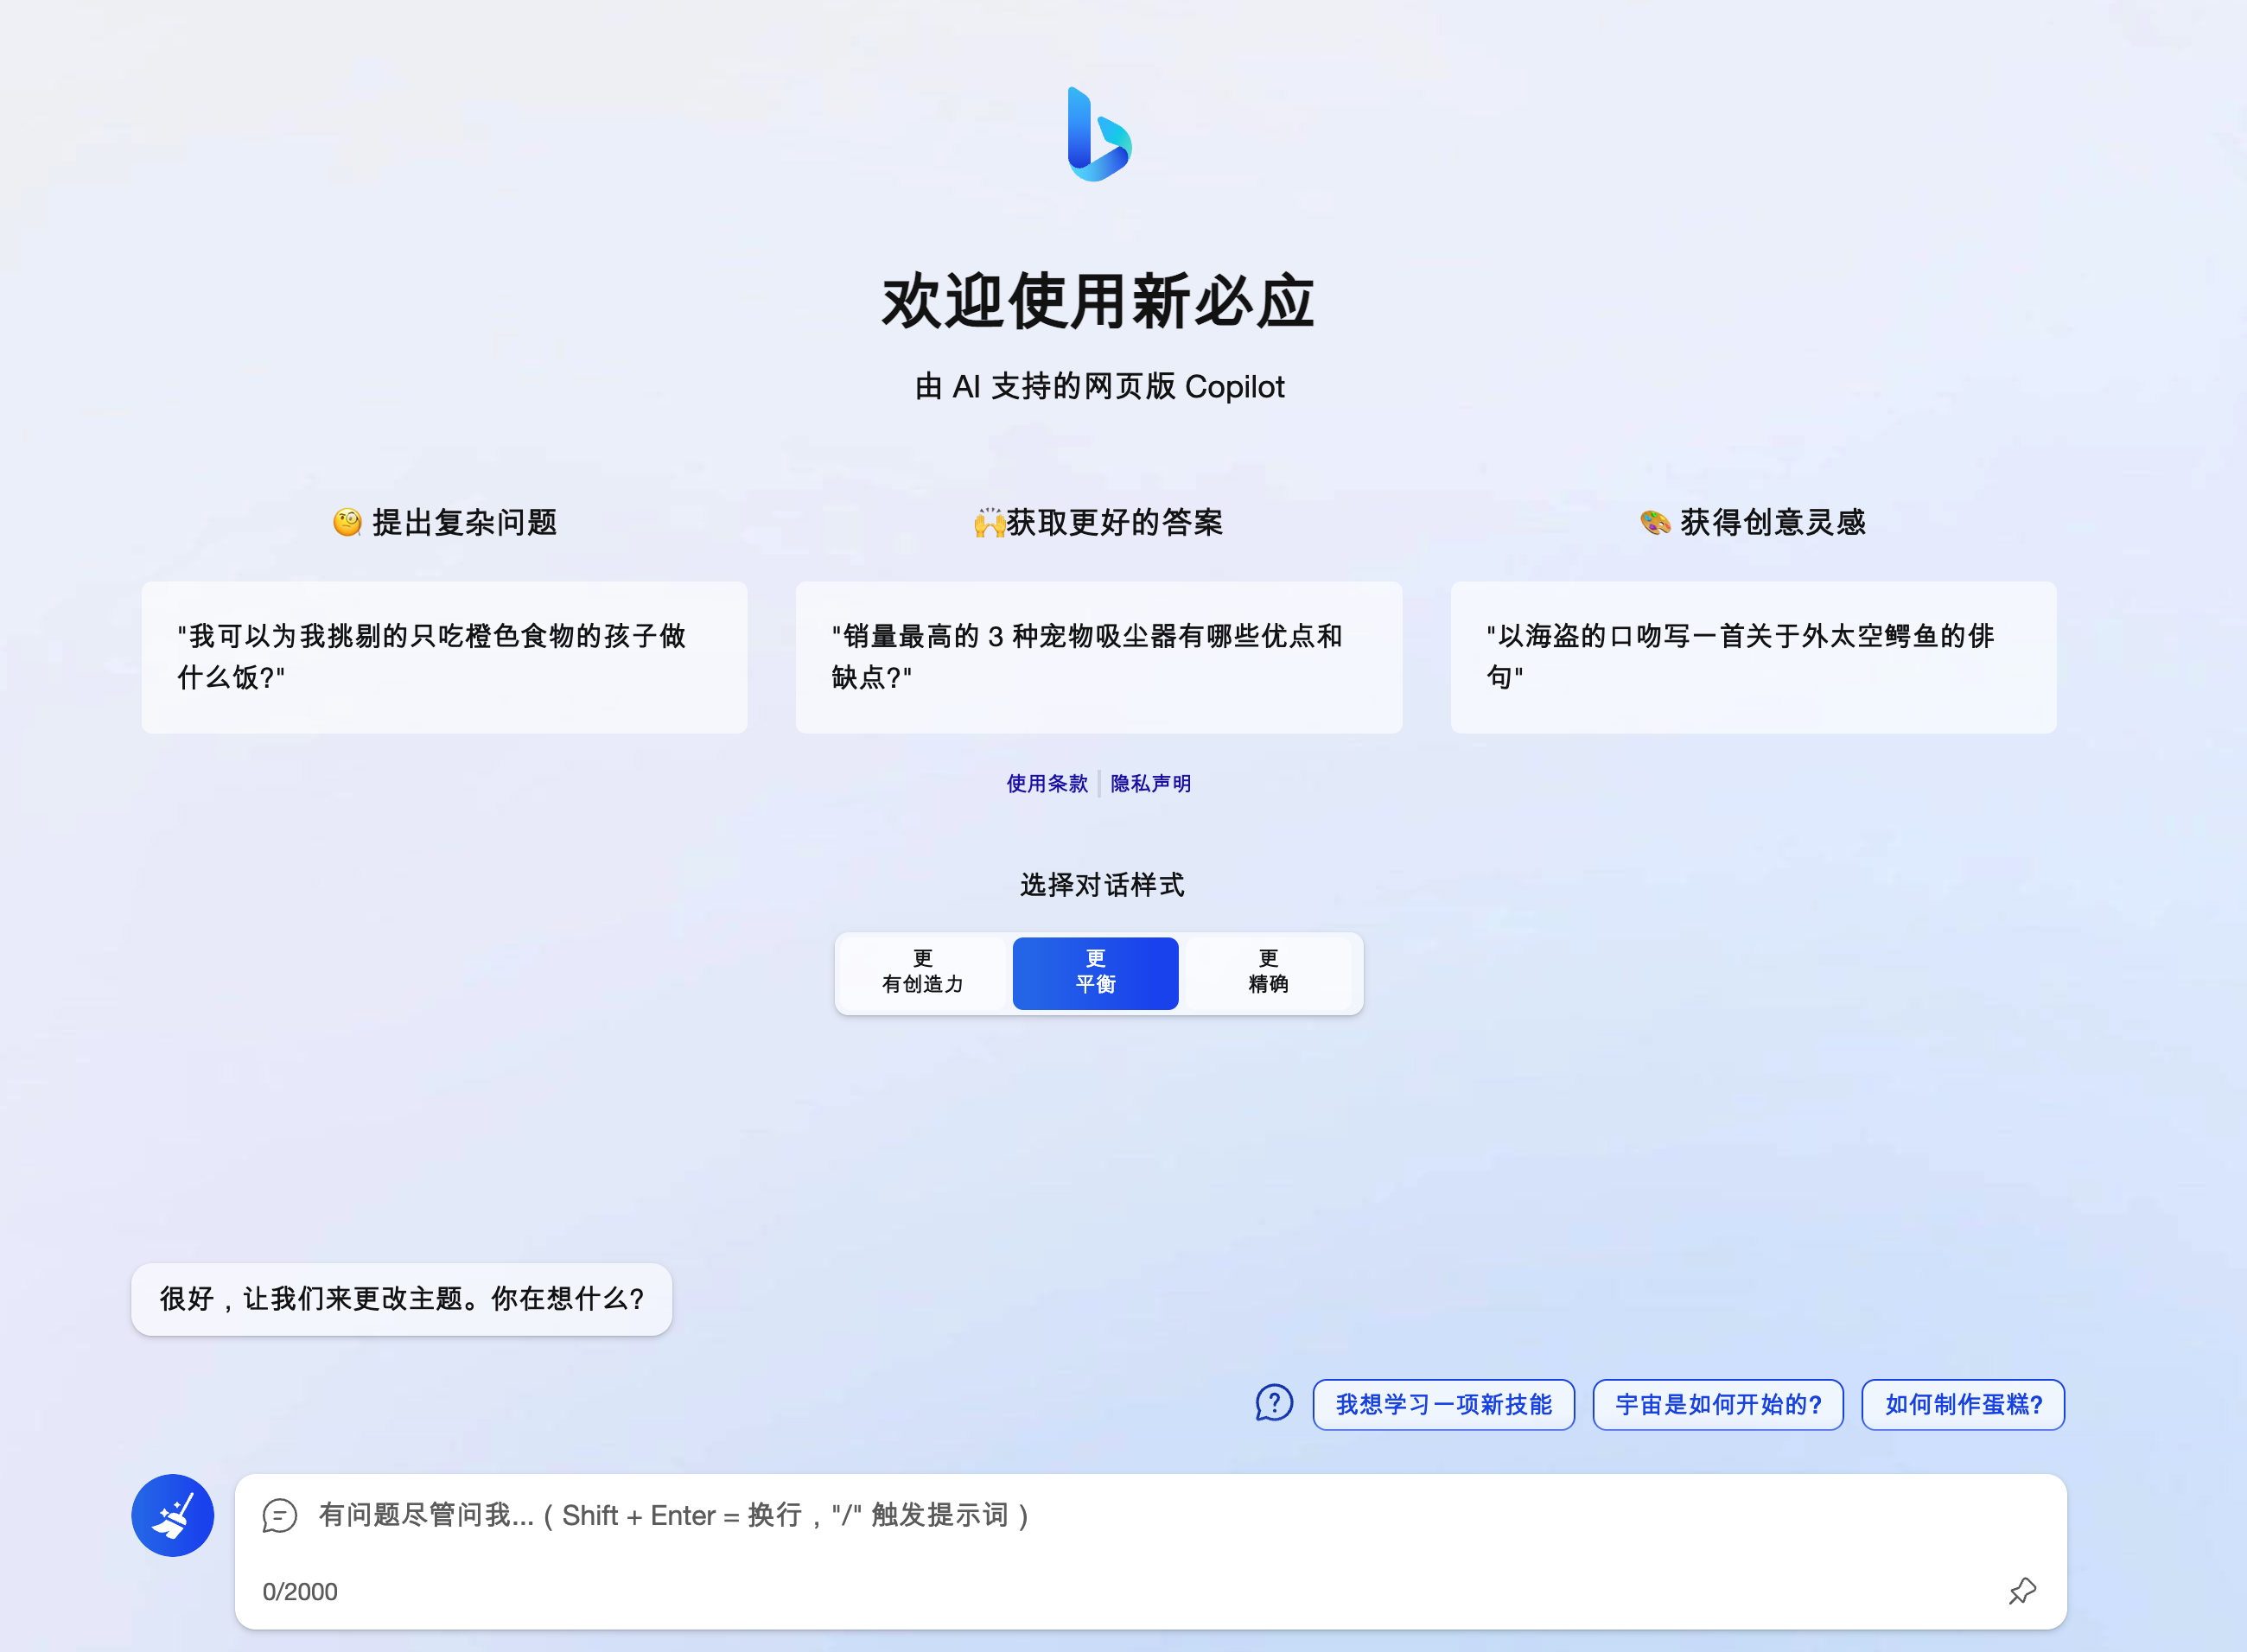 欢迎使用新必应
由 AI 支持的网页版 Copilot
🧐 提出复杂问题
"我可以为我挑剔的只吃橙色食物的孩子做
什么饭?"
🙌获取更好的答案
"销量最高的 3 种宠物吸尘器有哪些优点和
缺点?"
🎨 获得创意灵感
"以海盗的口吻写一首关于外太空鳄鱼的俳
句"
使用条款 | 隐私声明
选择对话样式
更
有创造力
更
平衡
更
精确
很好，让我们来更改主题。你在想什么?
我想学习一项新技能
宇宙是如何开始的?
如何制作蛋糕?
有问题尽管问我...（Shift + Enter = 换行，"/" 触发提示词）
0/2000